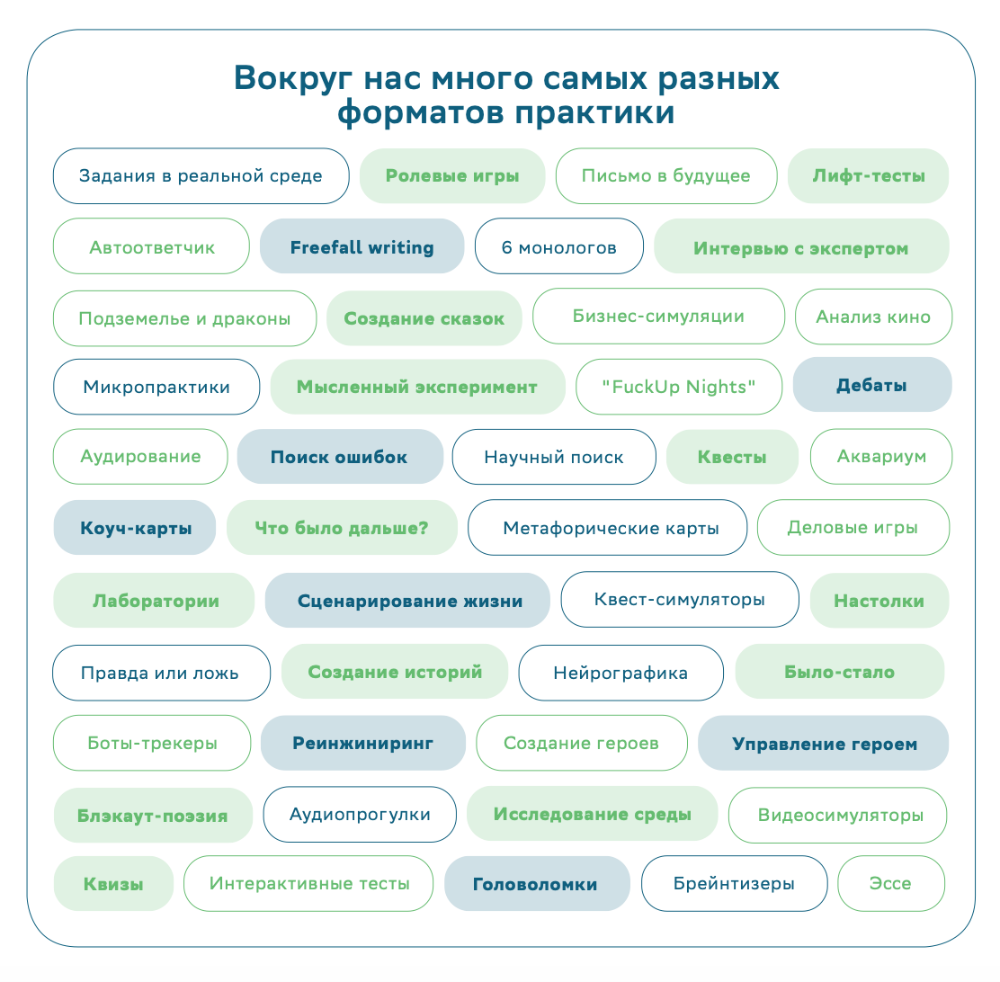 Вокруг нас много самых разных
форматов практики
Задания в реальной среде Ролевые игры Письмо в будущее Лифт-тесты
Автоответчик Freefall writing 6 монологов Интервью с экспертом
Подземелье и драконы Создание сказок Бизнес-симуляции Анализ кино
Микропрактики Мысленный эксперимент "FuckUp Nights" Дебаты
Аудирование Поиск ошибок Научный поиск Квесты Аквариум
Коуч-карты Что было дальше? Метафорические карты Деловые игры
Лаборатории Сценарирование жизни Квест-симуляторы Настолки
Правда или ложь Создание историй Нейрографика Было-стало
Боты-трекеры Реинжиниринг Создание героев Управление героем
Блэкаут-поэзия Аудиопрогулки Исследование среды Видеосимуляторы
Квизы Интерактивные тесты Головоломки Брейнтизеры Эссе